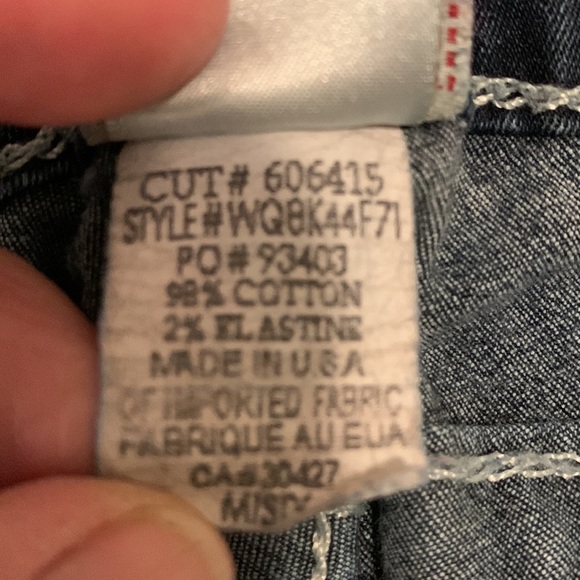 CUT# 606415
STYLE#WQ8K44F71
PO# 93403
98% COTTON
2% ELASTINE
MADE IN U.S.A
OF IMPORTED FABRIC
FABRIQUE AU EUA
CA# 30427